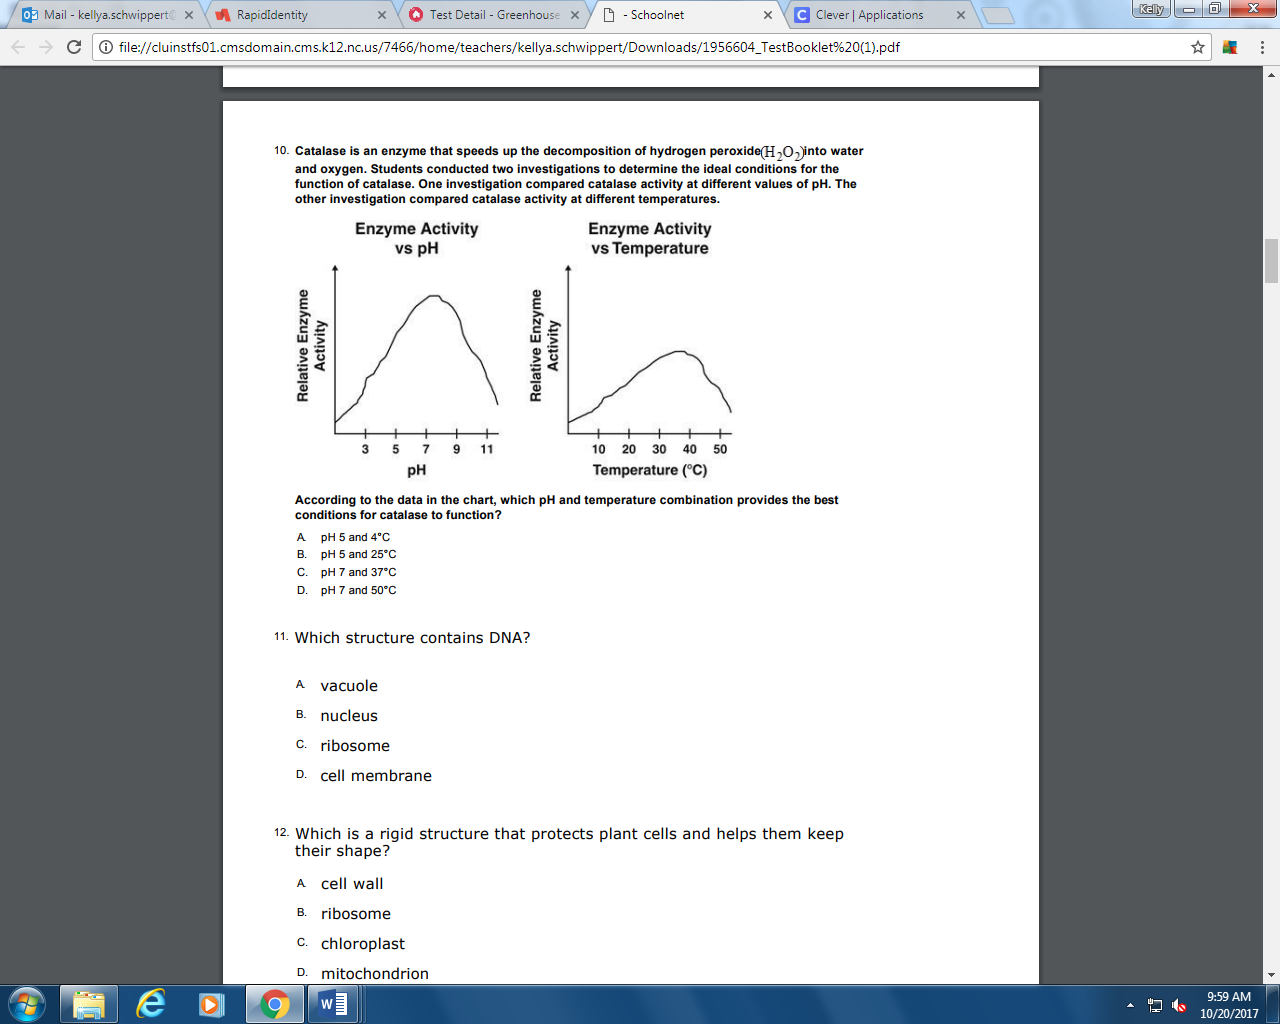 Mail - kellya.schwippert@
RapidIdentity
Test Detail - Greenhouse
- Schoolnet
Clever | Applications
Kelly
file://cluinstfs01.cmsdomain.cms.k12.nc.us/7466/home/teachers/kellya.schwippert/Downloads/1956604_TestBooklet%20(1).pdf
10. Catalase is an enzyme that speeds up the decomposition of hydrogen peroxide(H2O2)into water
and oxygen. Students conducted two investigations to determine the ideal conditions for the
function of catalase. One investigation compared catalase activity at different values of pH. The
other investigation compared catalase activity at different temperatures.
Enzyme Activity
vs pH
Relative Enzyme
Activity
3 5 7 9 11
pH
Enzyme Activity
vs Temperature
Relative Enzyme
Activity
10 20 30 40 50
Temperature (°C)
According to the data in the chart, which pH and temperature combination provides the best
conditions for catalase to function?
A. pH 5 and 4°C
B. pH 5 and 25°C
C. pH 7 and 37°C
D. pH 7 and 50°C
11. Which structure contains DNA?
A. vacuole
B. nucleus
C. ribosome
D. cell membrane
12. Which is a rigid structure that protects plant cells and helps them keep
their shape?
A. cell wall
B. ribosome
C. chloroplast
D. mitochondrion
9:59 AM
10/20/2017